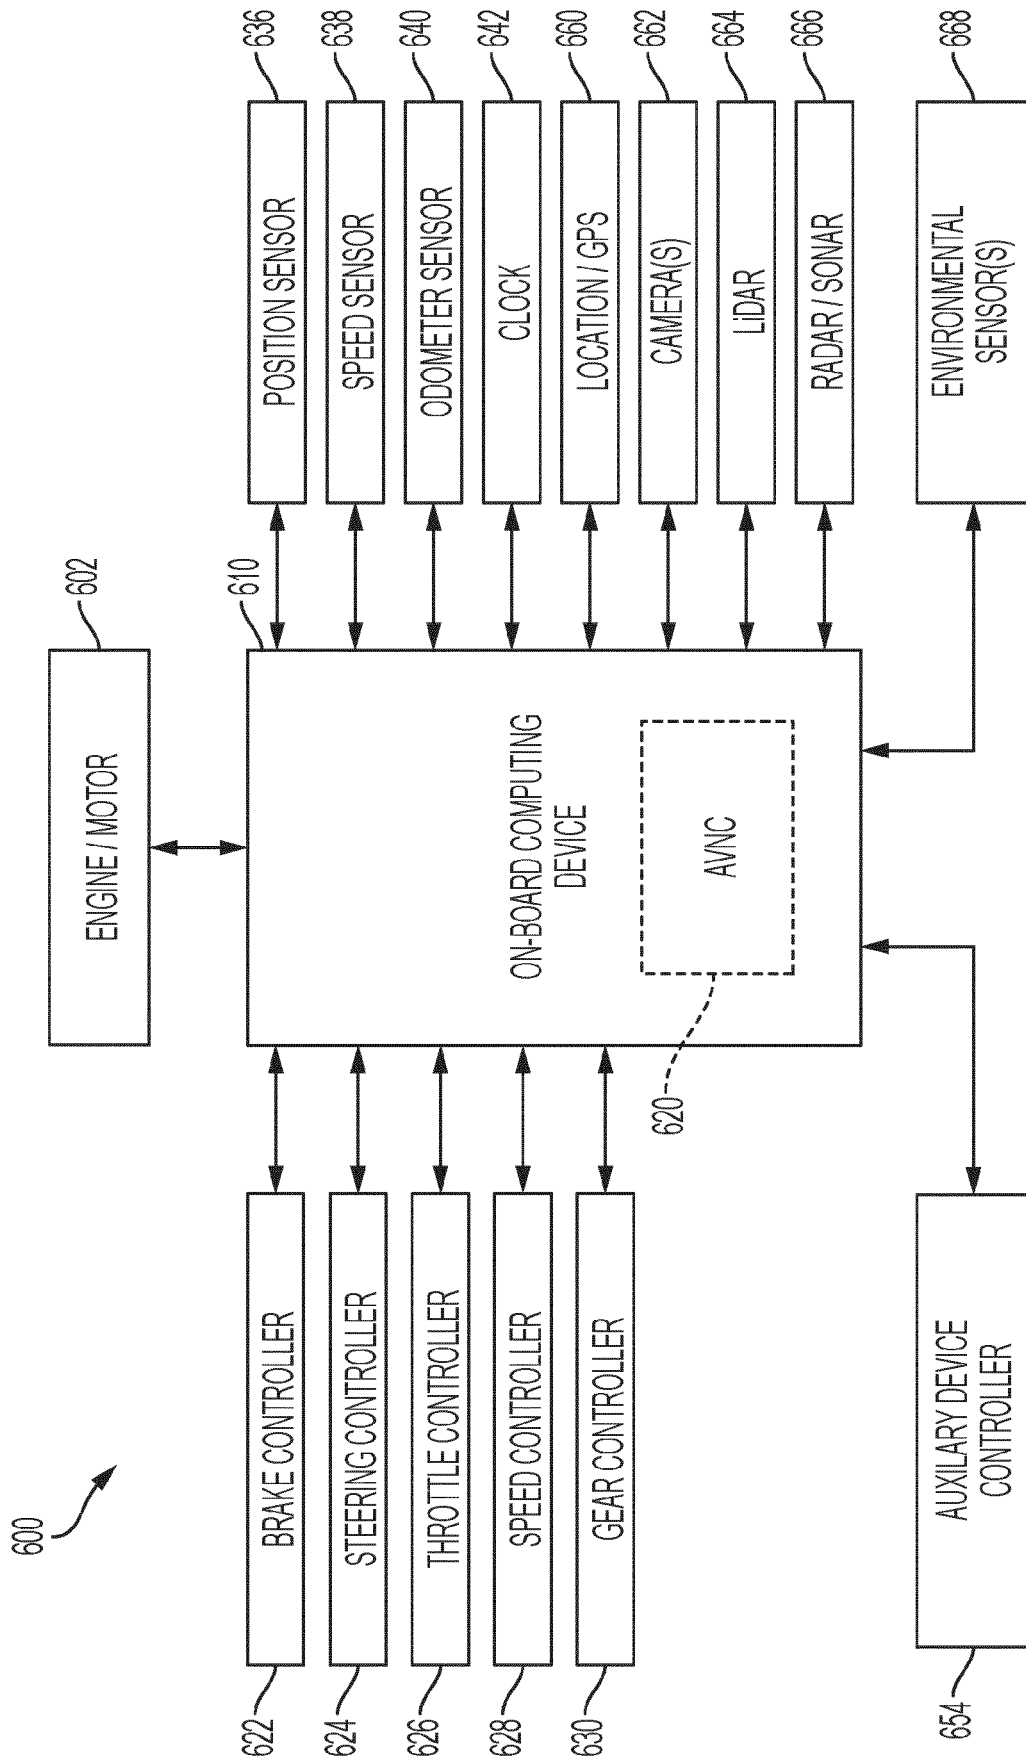 600
ENGINE / MOTOR
602
610
ON-BOARD COMPUTING
DEVICE
AVNC
620
622
BRAKE CONTROLLER
624
STEERING CONTROLLER
626
THROTTLE CONTROLLER
628
SPEED CONTROLLER
630
GEAR CONTROLLER
654
AUXILARY DEVICE
CONTROLLER
POSITION SENSOR
636
SPEED SENSOR
638
ODOMETER SENSOR
640
CLOCK
642
LOCATION / GPS
660
CAMERA(S)
662
LiDAR
664
RADAR / SONAR
666
ENVIRONMENTAL
SENSOR(S)
668